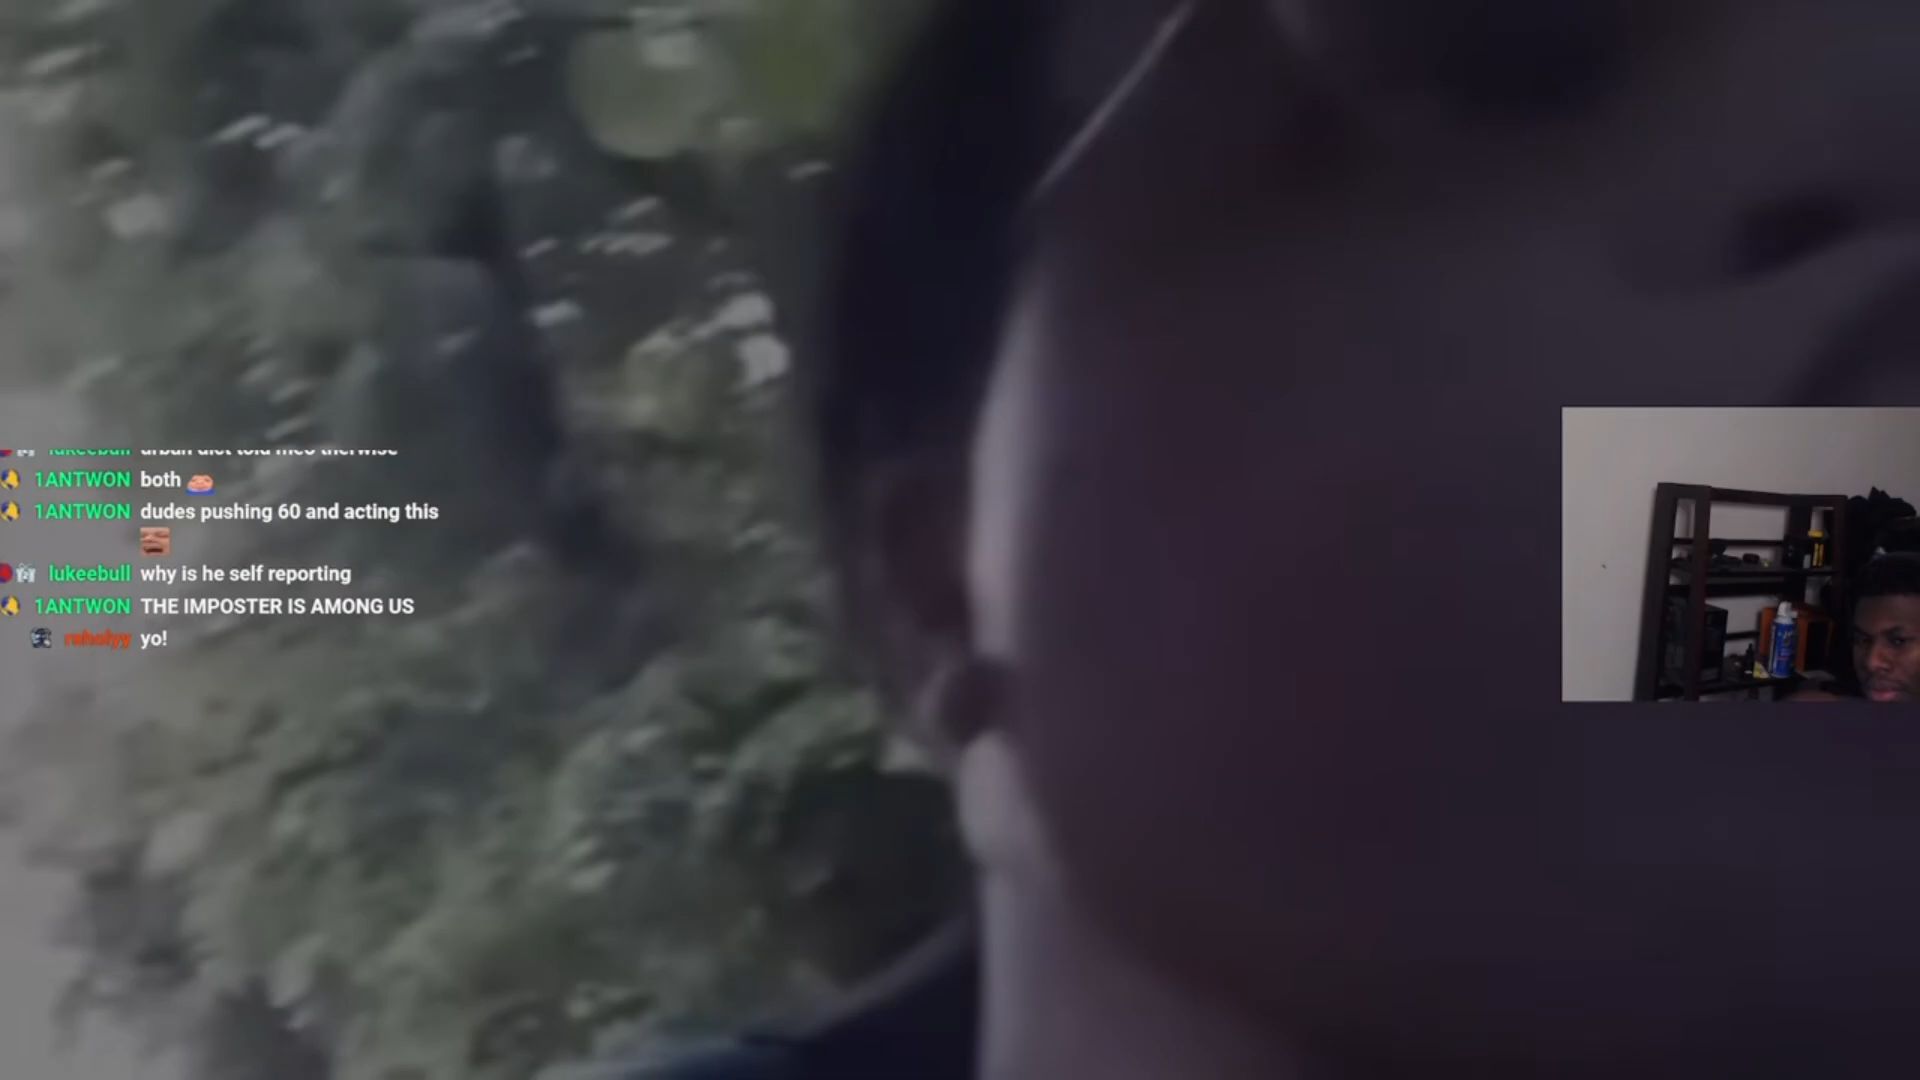 1ANTWON both
1ANTWON dudes pushing 60 and acting this
lukeebull why is he self reporting
1ANTWON THE IMPOSTER IS AMONG US
yo!